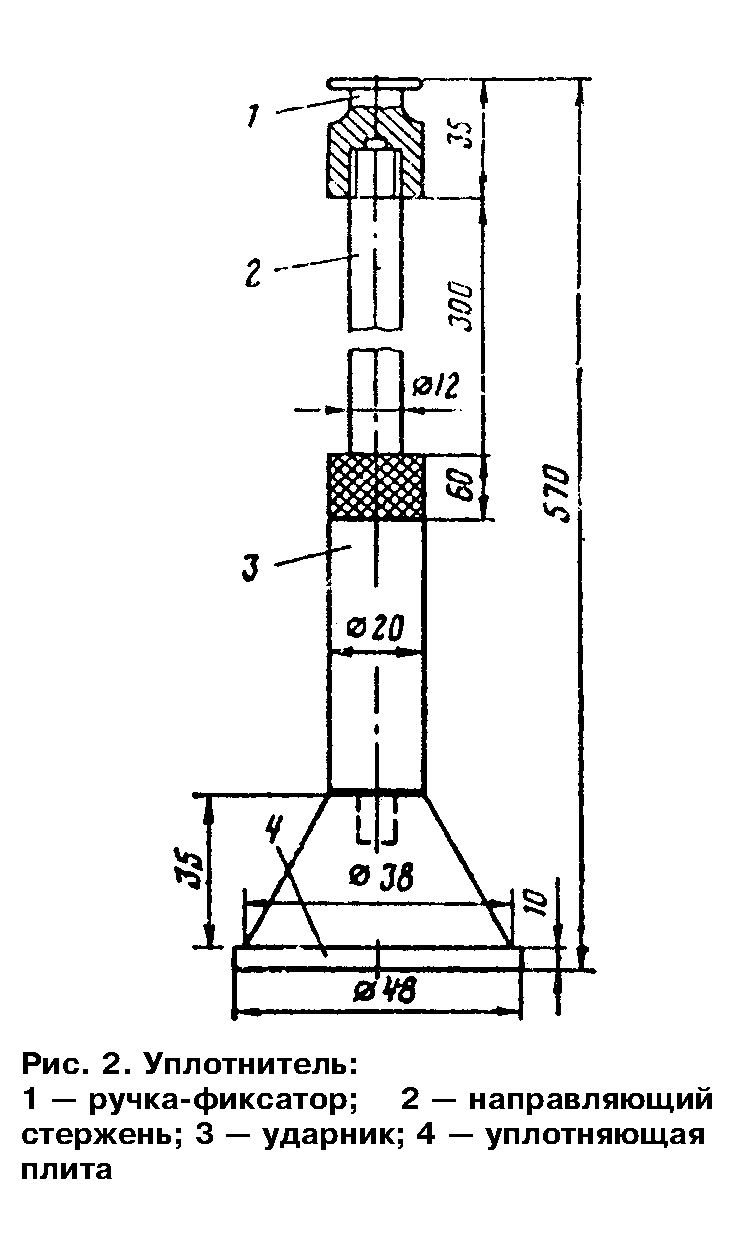 1
35
2
300
ø12
60
570
3
ø20
35
4
ø38
10
ø48
Рис. 2. Уплотнитель:
1 — ручка-фиксатор; 2 — направляющий
стержень; 3 — ударник; 4 — уплотняющая
плита